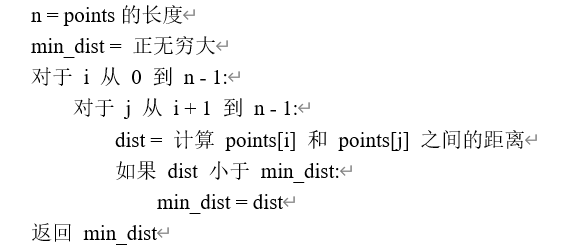 n = points 的长度
min_dist = 正无穷大
对于 i 从 0 到 n - 1:
对于 j 从 i + 1 到 n - 1:
dist = 计算 points[i] 和 points[j] 之间的距离
如果 dist 小于 min_dist:
min_dist = dist
返回 min_dist